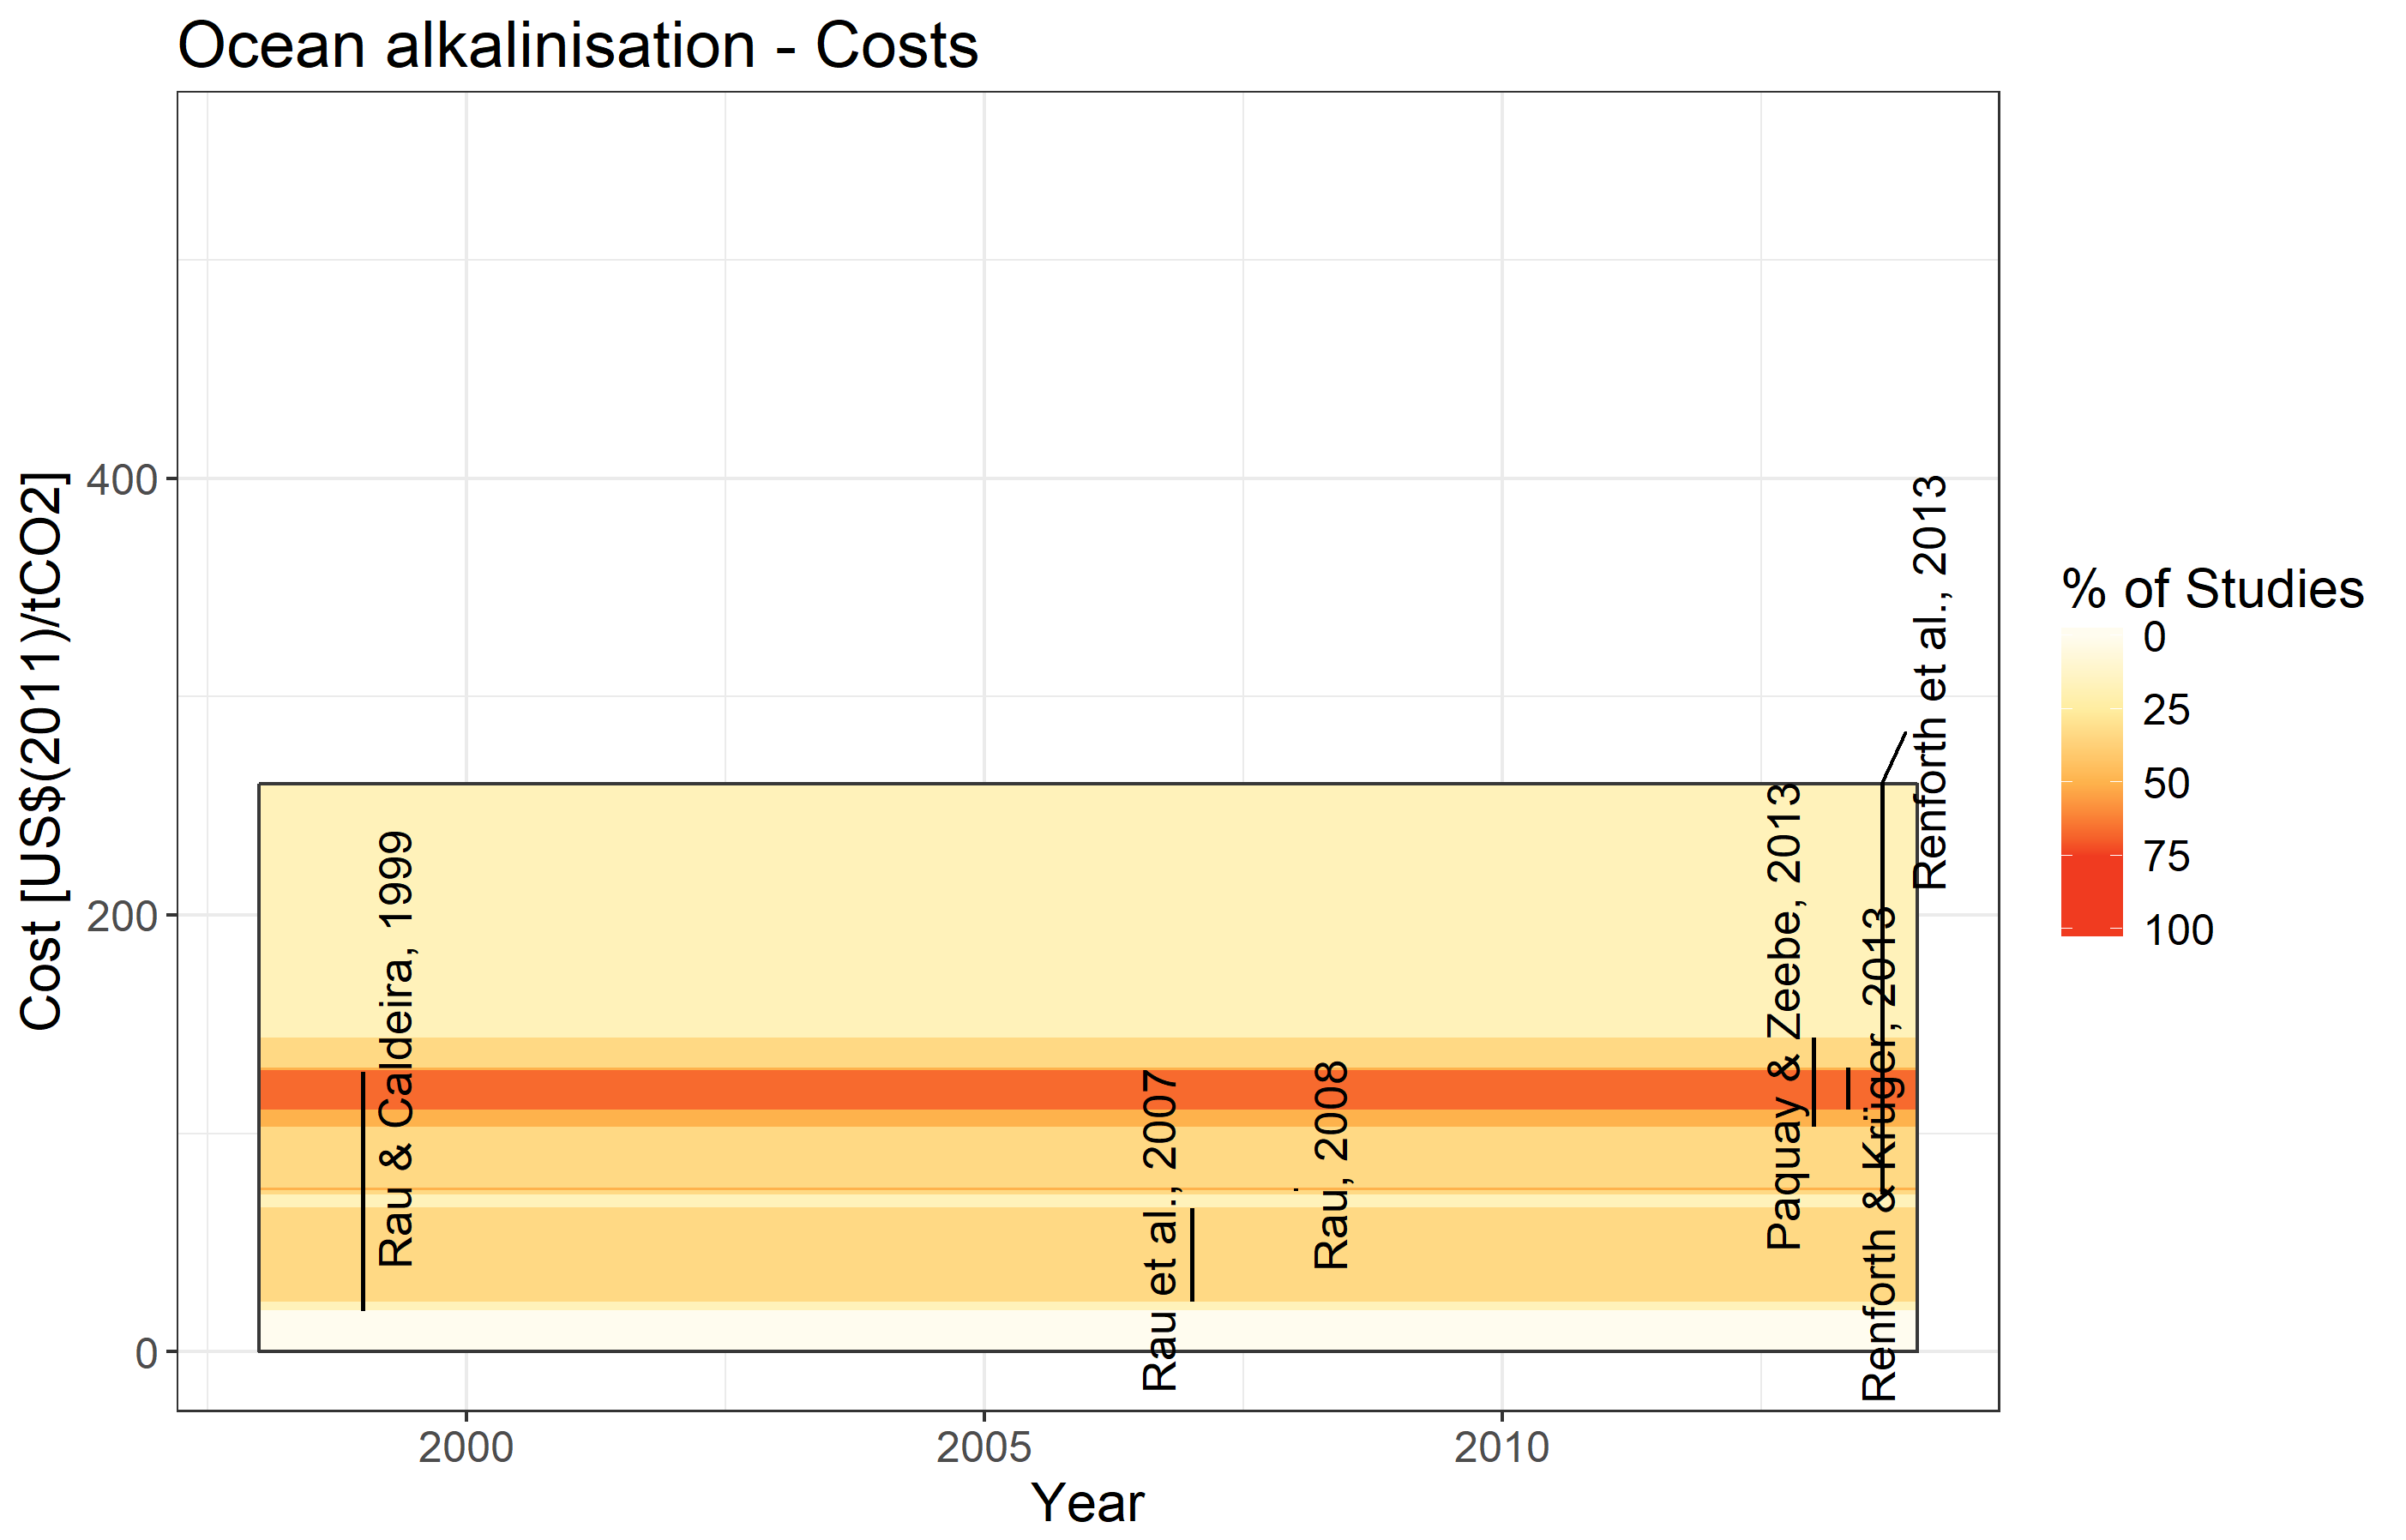 Ocean alkalinisation - Costs
Cost [US$(2011)/tCO2]
400
200
0
Rau & Caldeira, 1999
Rau et al., 2007
Rau, 2008
Paquay & Zeebe, 2013
Renforth & Krüger, 2013
Renforth et al., 2013
2000
2005
2010
Year
% of Studies
0
25
50
75
100